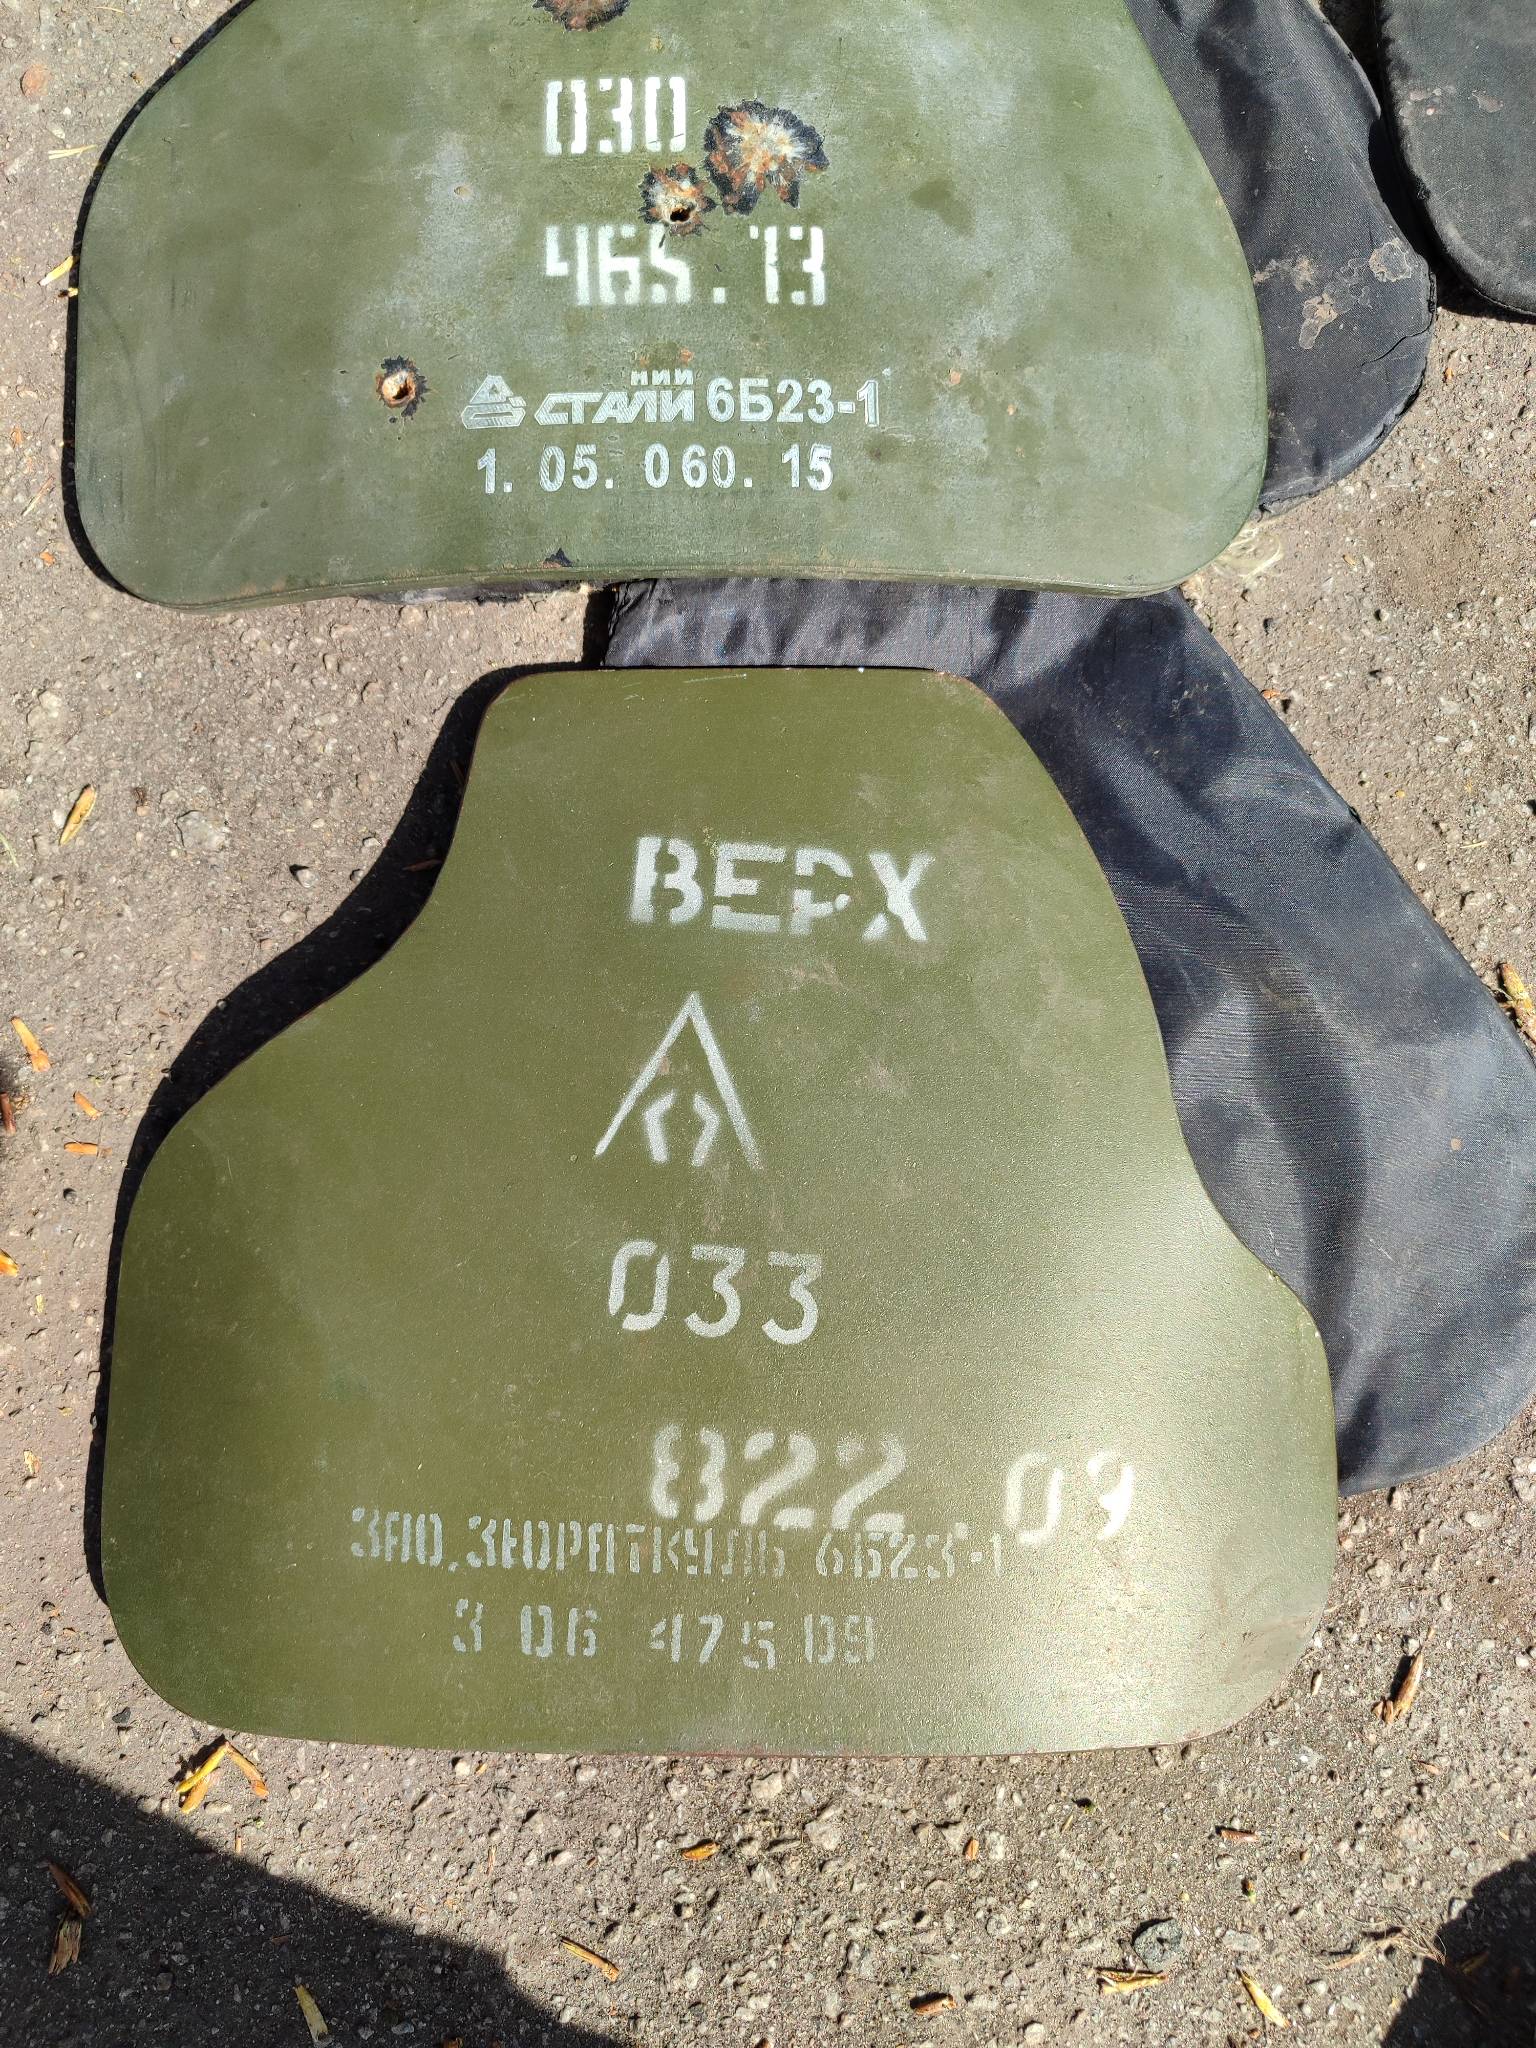 030
465.13
НИИ
СТАЛИ 6Б23-1
1. 05. 060. 15
ВЕРХ
033
822.09
ЗАО, ЗЮРАТКУЛЬ 6Б23-1
3 06 475 09